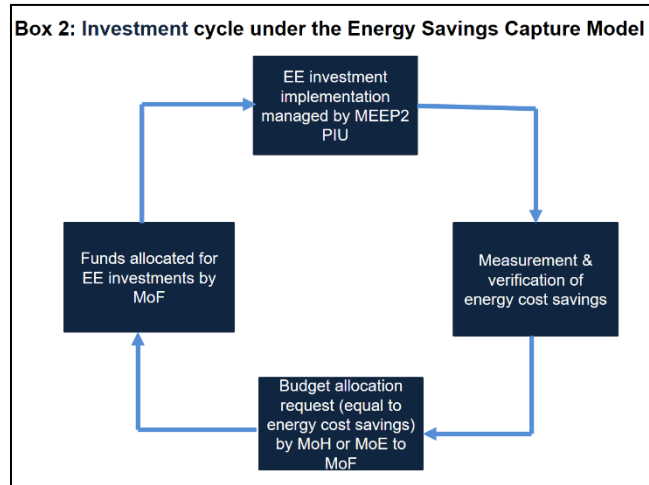 Box 2: Investment cycle under the Energy Savings Capture Model
EE investment
implementation
managed by MEEP2
PIU
Funds allocated for
EE investments by
MoF
Measurement &
verification of
energy cost savings
Budget allocation
request (equal to
energy cost savings)
by MoH or MoE to
MoF